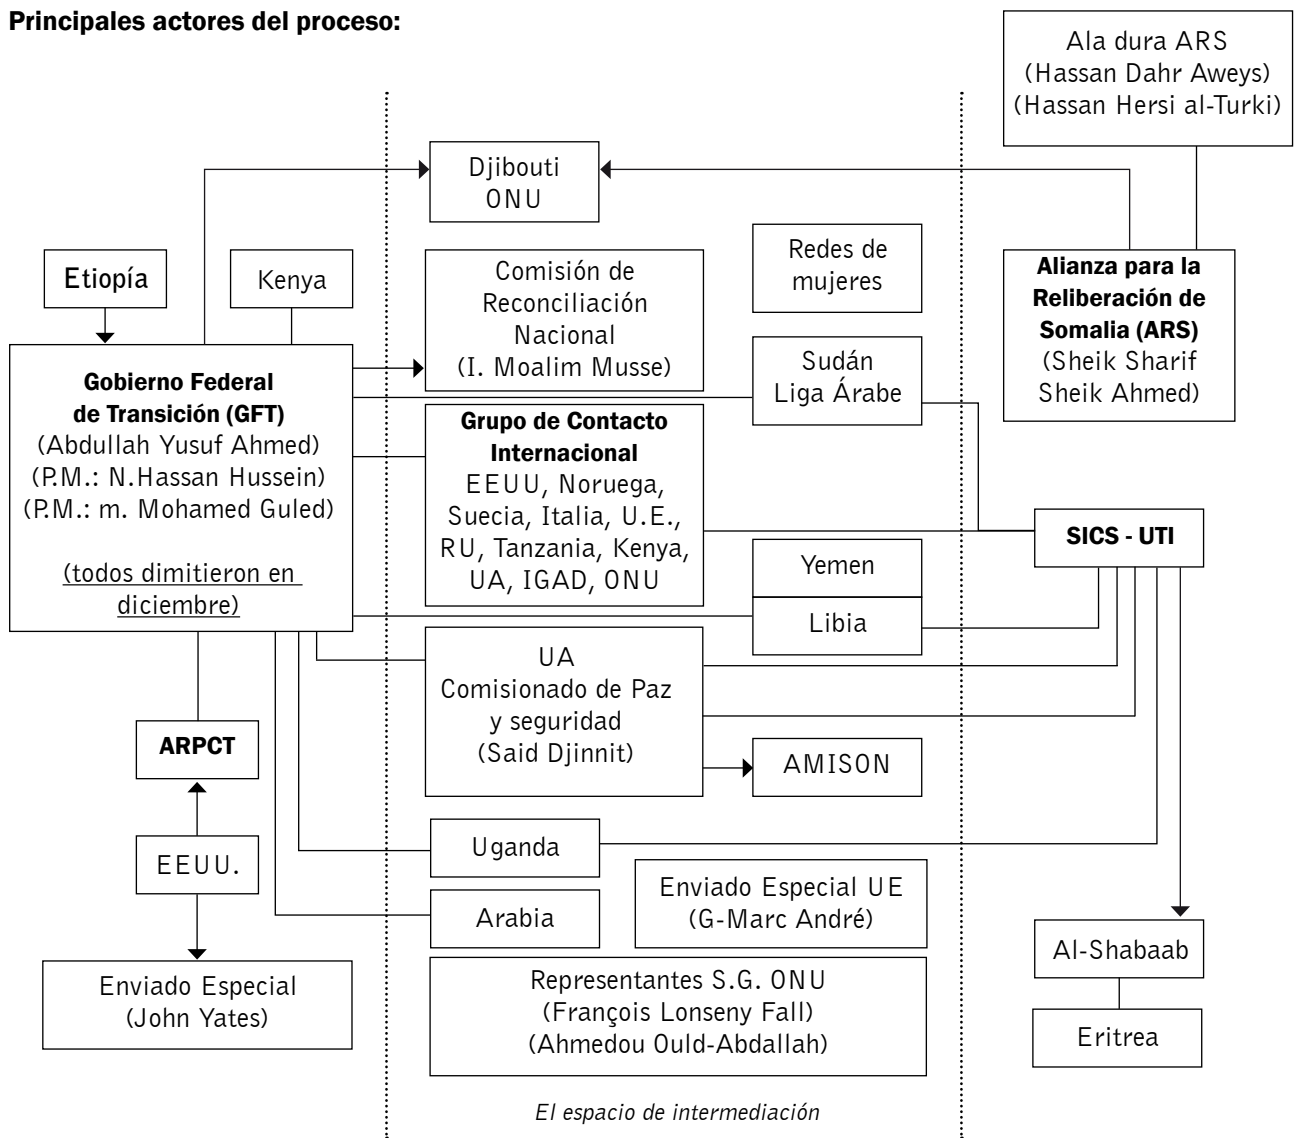 Principales actores del proceso:
Ala dura ARS
(Hassan Dahr Aweys)
(Hassan Hersi al-Turki)
Djibouti
ONU
Etiopía
Kenya
Comisión de
Reconciliación
Nacional
(I. Moalim Musse)
Redes de
mujeres
Alianza para la
Reliberación de
Somalia (ARS)
(Sheik Sharif
Sheik Ahmed)
Gobierno Federal
de Transición (GFT)
(Abdullah Yusuf Ahmed)
(P.M.: N.Hassan Hussein)
(P.M.: m. Mohamed Guled)
(todos dimitieron en
diciembre)
Sudán
Liga Árabe
Grupo de Contacto
Internacional
EEUU, Noruega,
Suecia, Italia, U.E.,
RU, Tanzania, Kenya,
UA, IGAD, ONU
SICS - UTI
Yemen
Libia
UA
Comisionado de Paz
y seguridad
(Said Djinnit)
ARPCT
AMISON
EEUU.
Uganda
Enviado Especial UE
(G-Marc André)
Arabia
Al-Shabaab
Enviado Especial
(John Yates)
Representantes S.G. ONU
(François Lonseny Fall)
(Ahmedou Ould-Abdallah)
Eritrea
El espacio de intermediación